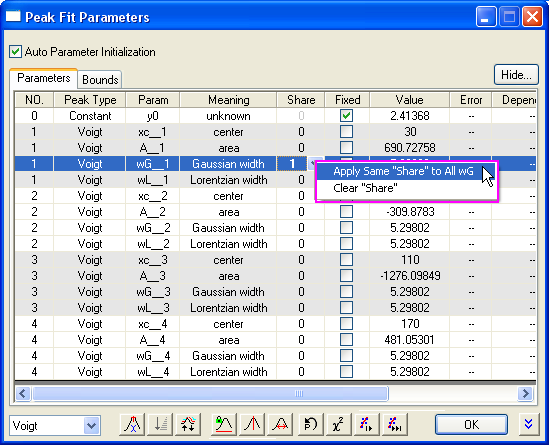 Peak Fit Parameters
Auto Parameter Initialization
Parameters Bounds Hide...
NO. Peak Type Param Meaning Share Fixed Value Error Depend
0 Constant y0 unknown 0 2.41368 --
1 Voigt xc__1 center 0 30 -- --
1 Voigt A__1 area 0 690.72758 -- --
1 Voigt wG__1 Gaussian width 1
Apply Same "Share" to All wG
1 Voigt wL__1 Lorentzian width 0
Clear "Share"
2 Voigt xc__2 center 0
2 Voigt A__2 area 0 -309.8783 -- --
2 Voigt wG__2 Gaussian width 0 5.29802 -- --
2 Voigt wL__2 Lorentzian width 0 5.29802 -- --
3 Voigt xc__3 center 0 110 -- --
3 Voigt A__3 area 0 -1276.09849 -- --
3 Voigt wG__3 Gaussian width 0 5.29802 -- --
3 Voigt wL__3 Lorentzian width 0 5.29802 -- --
4 Voigt xc__4 center 0 170 -- --
4 Voigt A__4 area 0 481.05301 -- --
4 Voigt wG__4 Gaussian width 0 5.29802 -- --
4 Voigt wL__4 Lorentzian width 0 5.29802 -- --
Voigt χ² OK